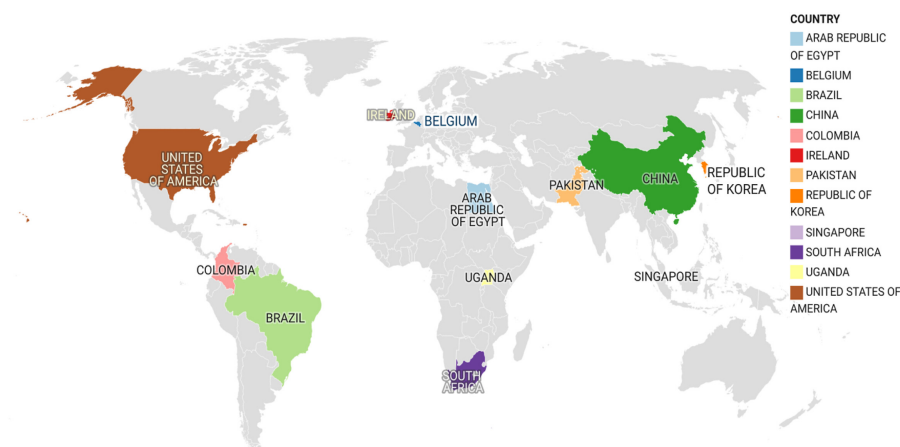 COUNTRY
ARAB REPUBLIC
OF EGYPT
BELGIUM
BRAZIL
CHINA
COLOMBIA
IRELAND
PAKISTAN
REPUBLIC OF
KOREA
SINGAPORE
SOUTH AFRICA
UGANDA
UNITED STATES OF
AMERICA
IRELAND
BELGIUM
UNITED
STATES
OF AMERICA
PAKISTAN
CHINA
REPUBLIC
OF KOREA
ARAB
REPUBLIC
OF EGYPT
COLOMBIA
UGANDA
SINGAPORE
BRAZIL
SOUTH
AFRICA